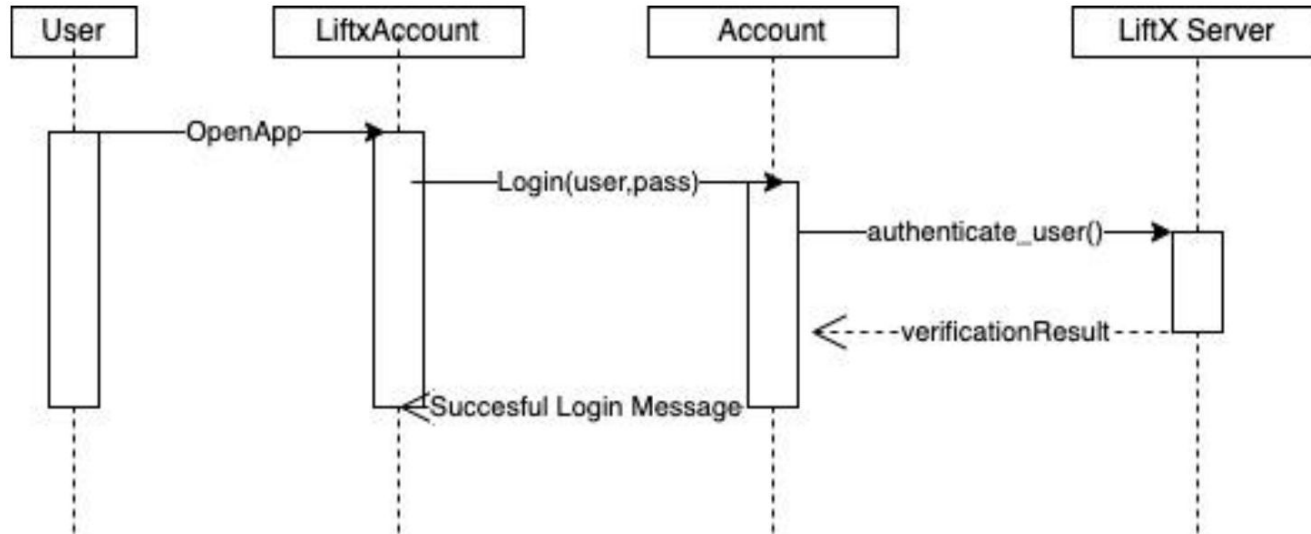 User
LiftxAccount
Account
LiftX Server
OpenApp
Login(user,pass)
authenticate_user()
verificationResult
Succesful Login Message